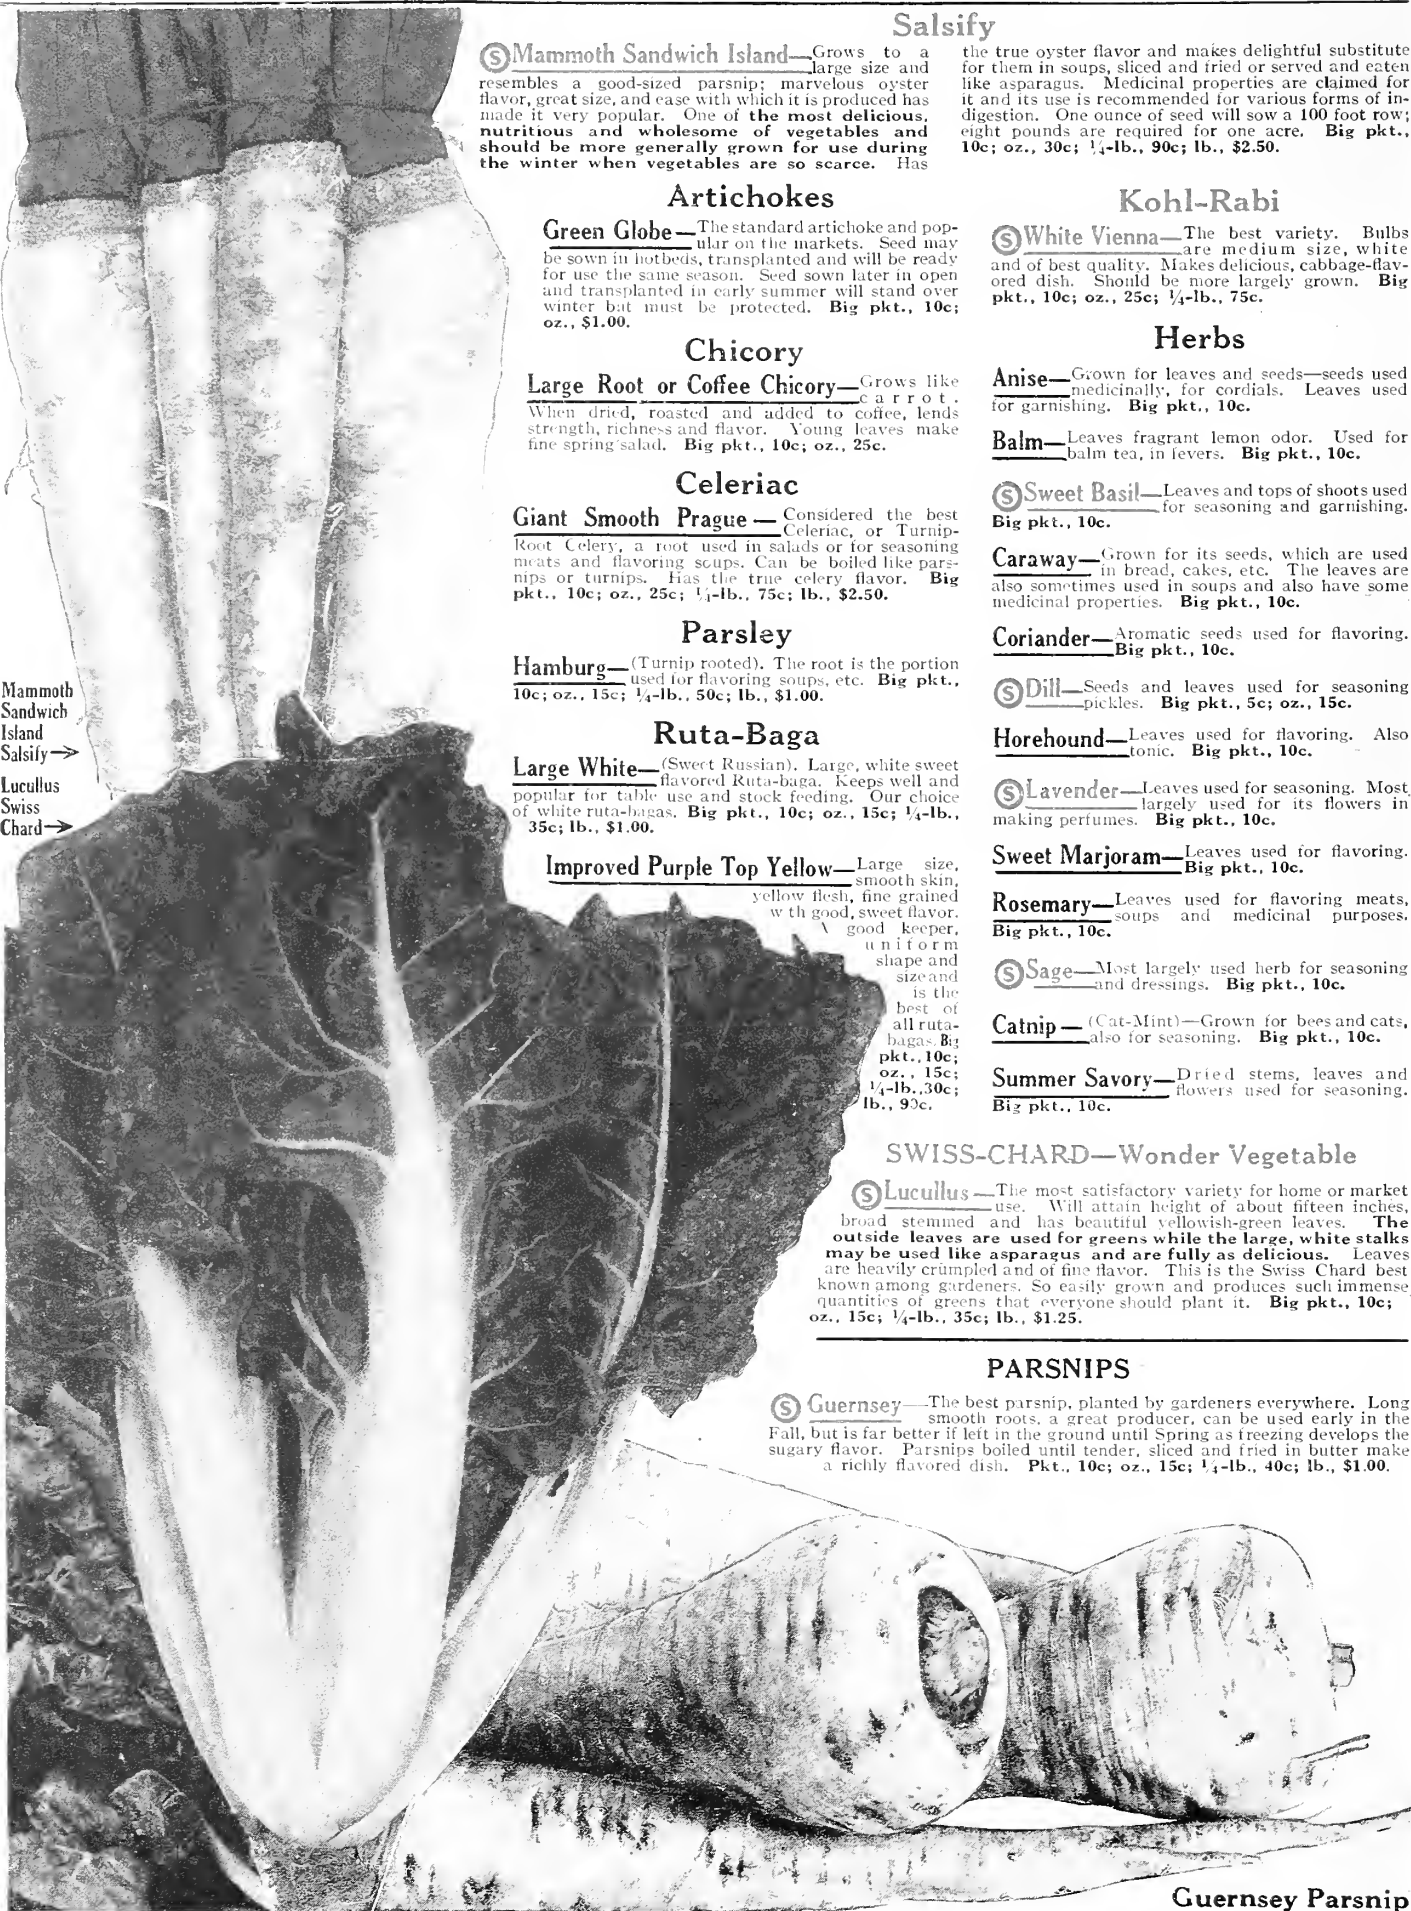 Salsify
Ⓢ Mammoth Sandwich Island—Grows to a
large size and
resembles a good-sized parsnip; marvelous oyster
flavor, great size, and ease with which it is produced has
made it very popular. One of the most delicious,
nutritious and wholesome of vegetables and
should be more generally grown for use during
the winter when vegetables are so scarce. Has
the true oyster flavor and makes delightful substitute
for them in soups, sliced and fried or served and eaten
like asparagus. Medicinal properties are claimed for
it and its use is recommended for various forms of in-
digestion. One ounce of seed will sow a 100 foot row;
eight pounds are required for one acre. Big pkt.,
10c; oz., 30c; ¼-lb., 90c; lb., $2.50.
Artichokes
Green Globe—The standard artichoke and pop-
ular on the markets. Seed may
be sown in hotbeds, transplanted and will be ready
for use the same season. Seed sown later in open
and transplanted in early summer will stand over
winter but must be protected. Big pkt., 10c;
oz., $1.00.
Chicory
Large Root or Coffee Chicory—Grows like
carrot.
When dried, roasted and added to coffee, lends
strength, richness and flavor. Young leaves make
fine spring salad. Big pkt., 10c; oz., 25c.
Celeriac
Giant Smooth Prague—Considered the best
Celeriac, or Turnip-
Root Celery, a root used in salads or for seasoning
meats and flavoring soups. Can be boiled like pars-
nips or turnips. Has the true celery flavor. Big
pkt., 10c; oz., 25c; ¼-lb., 75c; lb., $2.50.
Parsley
Hamburg—(Turnip rooted). The root is the portion
used for flavoring soups, etc. Big pkt.,
10c; oz., 15c; ¼-lb., 50c; lb., $1.00.
Ruta-Baga
Large White—(Sweet Russian). Large, white sweet
flavored Ruta-baga. Keeps well and
popular for table use and stock feeding. Our choice
of white ruta-bagas. Big pkt., 10c; oz., 15c; ¼-lb.,
35c; lb., $1.00.
Improved Purple Top Yellow—Large size,
smooth skin,
yellow flesh, fine grained
w th good, sweet flavor.
A good keeper,
uniform
shape and
size and
is the
best of
all ruta-
bagas. Big
pkt., 10c;
oz., 15c;
¼-lb., 30c;
lb., 90c.
Kohl-Rabi
Ⓢ White Vienna—The best variety. Bulbs
are medium size, white
and of best quality. Makes delicious, cabbage-flav-
ored dish. Should be more largely grown. Big
pkt., 10c; oz., 25c; ¼-lb., 75c.
Herbs
Anise—Grown for leaves and seeds—seeds used
medicinally, for cordials. Leaves used
for garnishing. Big pkt., 10c.
Balm—Leaves fragrant lemon odor. Used for
balm tea, in fevers. Big pkt., 10c.
Ⓢ Sweet Basil—Leaves and tops of shoots used
for seasoning and garnishing.
Big pkt., 10c.
Caraway—Grown for its seeds, which are used
in bread, cakes, etc. The leaves are
also sometimes used in soups and also have some
medicinal properties. Big pkt., 10c.
Coriander—Aromatic seeds used for flavoring.
Big pkt., 10c.
Ⓢ Dill—Seeds and leaves used for seasoning
pickles. Big pkt., 5c; oz., 15c.
Horehound—Leaves used for flavoring. Also
tonic. Big pkt., 10c.
Ⓢ Lavender—Leaves used for seasoning. Most
largely used for its flowers in
making perfumes. Big pkt., 10c.
Sweet Marjoram—Leaves used for flavoring.
Big pkt., 10c.
Rosemary—Leaves used for flavoring meats,
soups and medicinal purposes.
Big pkt., 10c.
Ⓢ Sage—Most largely used herb for seasoning
and dressings. Big pkt., 10c.
Catnip—(Cat-Mint)—Grown for bees and cats,
also for seasoning. Big pkt., 10c.
Summer Savory—Dried stems, leaves and
flowers used for seasoning.
Big pkt., 10c.
Mammoth
Sandwich
Island
Salsify→
Lucullus
Swiss
Chard→
SWISS-CHARD—Wonder Vegetable
Ⓢ Lucullus—The most satisfactory variety for home or market
use. Will attain height of about fifteen inches,
broad stemmed and has beautiful yellowish-green leaves. The
outside leaves are used for greens while the large, white stalks
may be used like asparagus and are fully as delicious. Leaves
are heavily crumpled and of fine flavor. This is the Swiss Chard best
known among gardeners. So easily grown and produces such immense
quantities of greens that everyone should plant it. Big pkt., 10c;
oz., 15c; ¼-lb., 35c; lb., $1.25.
PARSNIPS
Ⓢ Guernsey—The best parsnip, planted by gardeners everywhere. Long
smooth roots, a great producer, can be used early in the
Fall, but is far better if left in the ground until Spring as freezing develops the
sugary flavor. Parsnips boiled until tender, sliced and fried in butter make
a richly flavored dish. Pkt., 10c; oz., 15c; ¼-lb., 40c; lb., $1.00.
Guernsey Parsnip